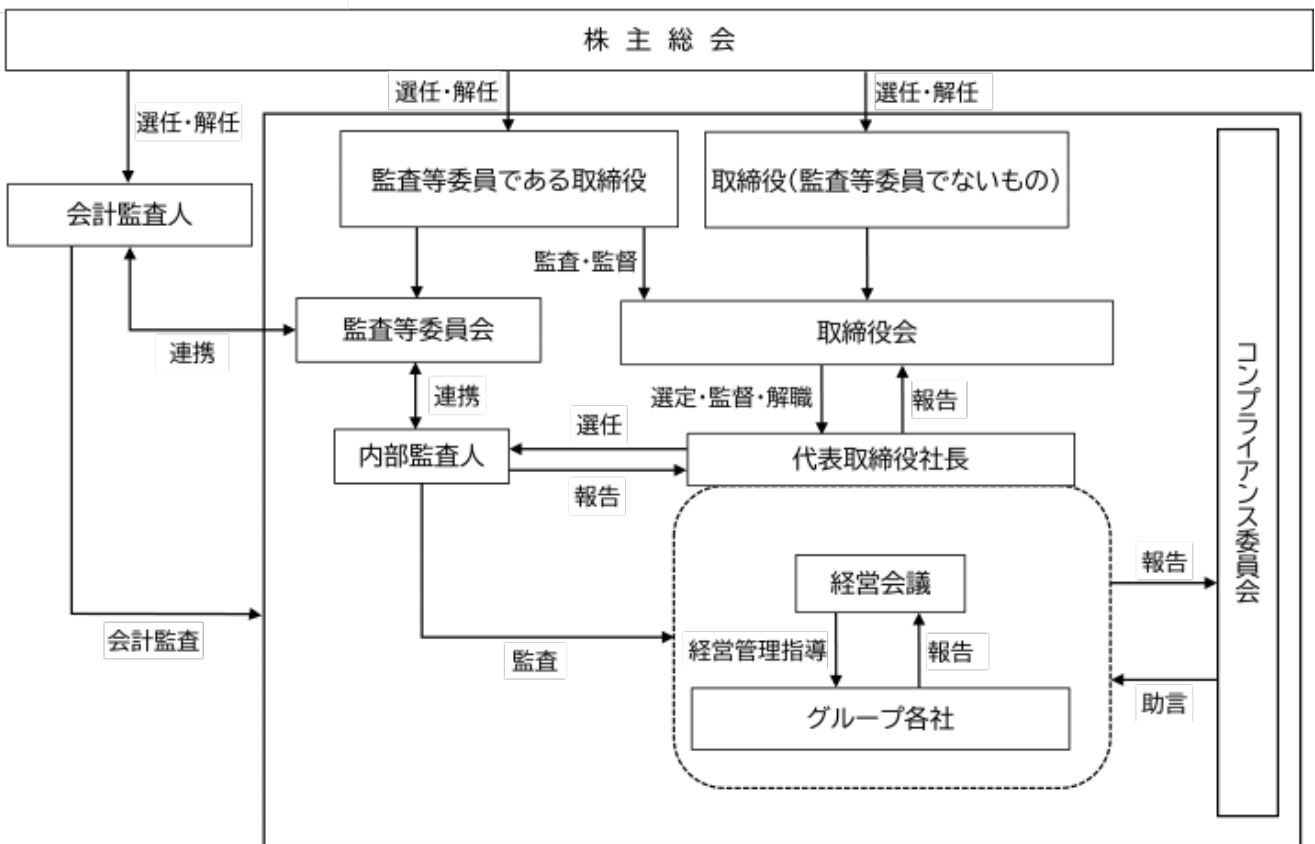 株主総会
選任・解任
選任・解任
選任・解任
監査等委員である取締役
取締役(監査等委員でないもの)
会計監査人
監査・監督
監査等委員会
取締役会
連携
連携
選定・監督・解職
報告
選任
内部監査人
代表取締役社長
報告
コンプライアンス委員会
経営会議
報告
会計監査
監査
経営管理指導
報告
グループ各社
助言